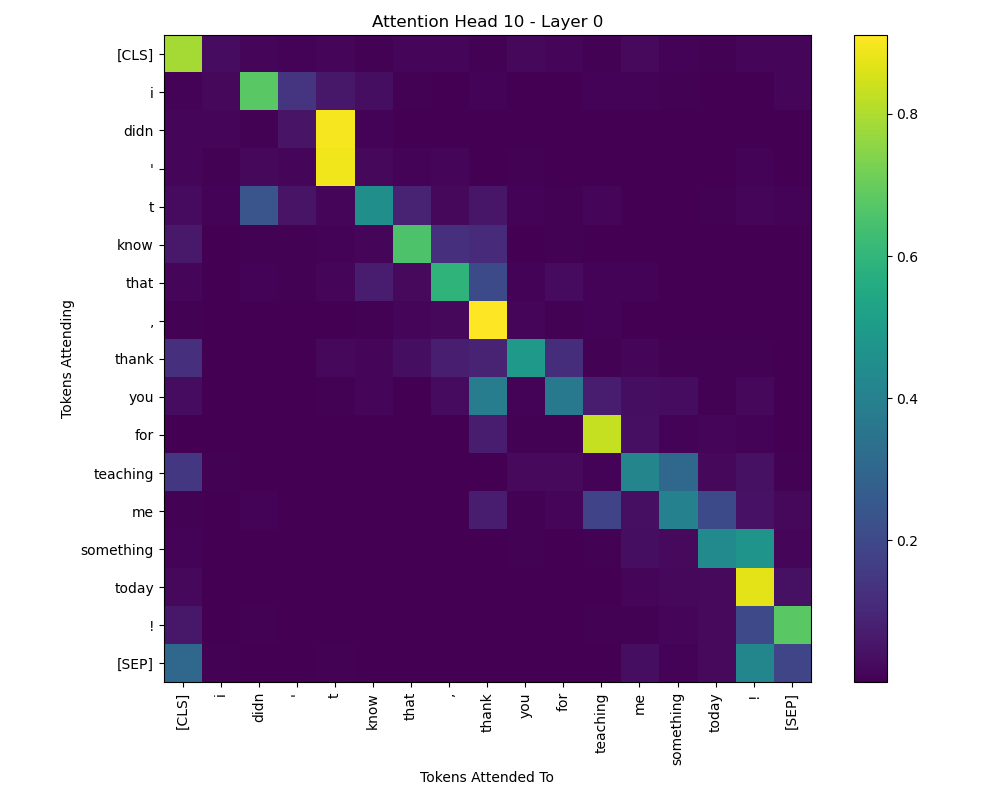 Attention Head 10 - Layer 0
Tokens Attending
[CLS]
i
didn
'
t
know
that
,
thank
you
for
teaching
me
something
today
!
[SEP]
[CLS]
i
didn
'
t
know
that
,
thank
you
for
teaching
me
something
today
!
[SEP]
Tokens Attended To
0.8
0.6
0.4
0.2